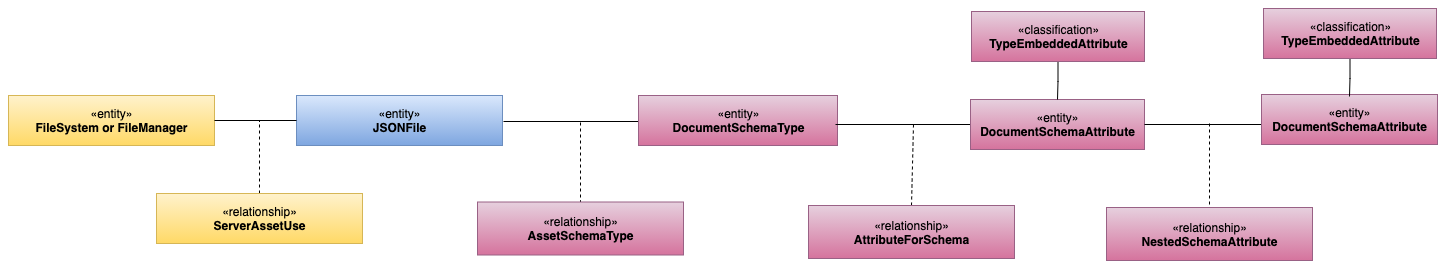 «classification»
TypeEmbeddedAttribute
«classification»
TypeEmbeddedAttribute
«entity»
FileSystem or FileManager
«entity»
JSONFile
«entity»
DocumentSchemaType
«entity»
DocumentSchemaAttribute
«entity»
DocumentSchemaAttribute
«relationship»
ServerAssetUse
«relationship»
AssetSchemaType
«relationship»
AttributeForSchema
«relationship»
NestedSchemaAttribute